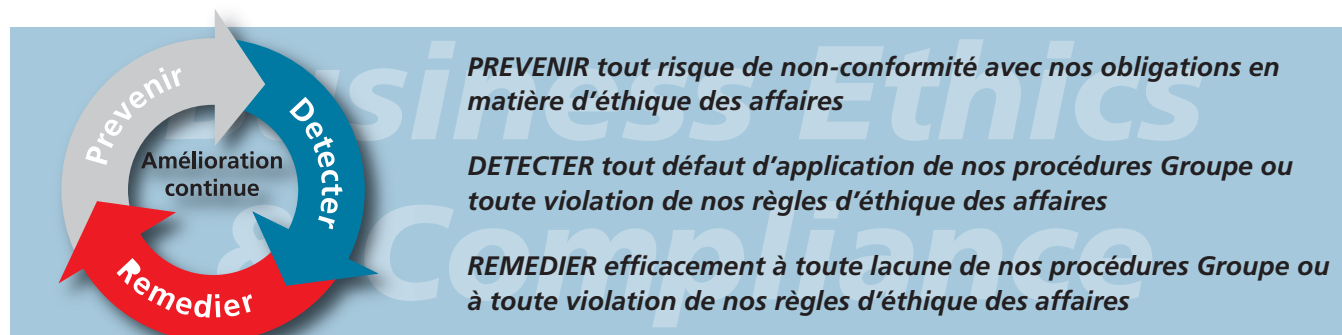 Business Ethics
& Compliance
Prevenir
Detecter
Remedier
Amélioration
continue
PREVENIR tout risque de non-conformité avec nos obligations en
matière d’éthique des affaires
DETECTER tout défaut d’application de nos procédures Groupe ou
toute violation de nos règles d’éthique des affaires
REMEDIER efficacement à toute lacune de nos procédures Groupe ou
à toute violation de nos règles d’éthique des affaires